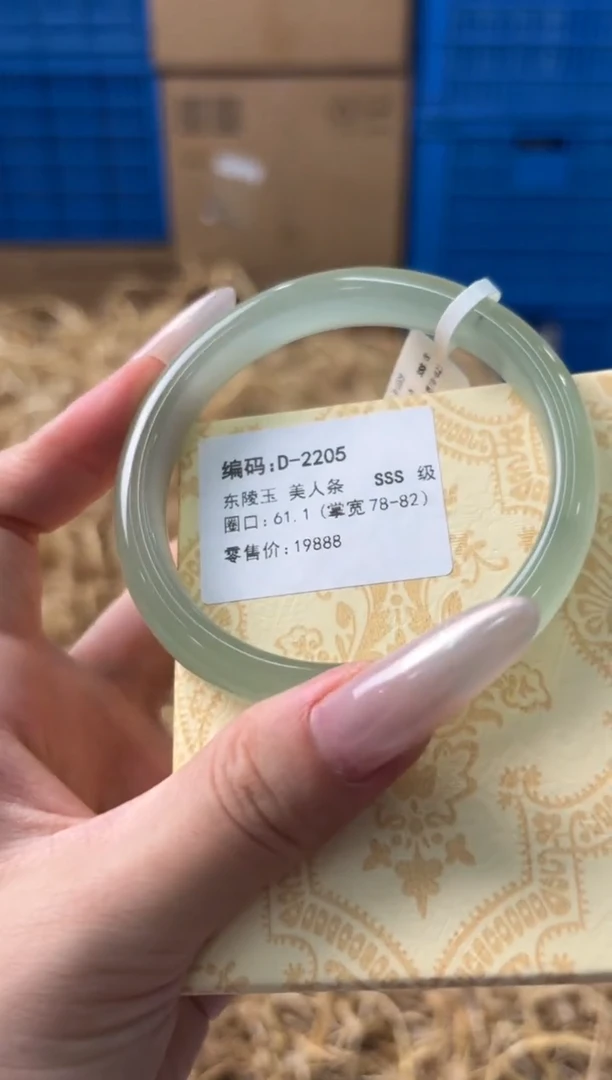 编码:D-2205
东陵玉 美人条 SSS 级
圈口:61.1(掌宽78-82)
零售价:19888